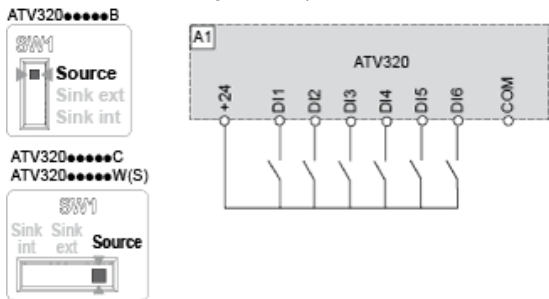 ATV320●●●●●B
SW1
Source
Sink ext
Sink int
ATV320●●●●●C
ATV320●●●●●W(S)
SW1
Sink int
Sink ext
Source
A1
ATV320
+24
DI1
DI2
DI3
DI4
DI5
DI6
COM